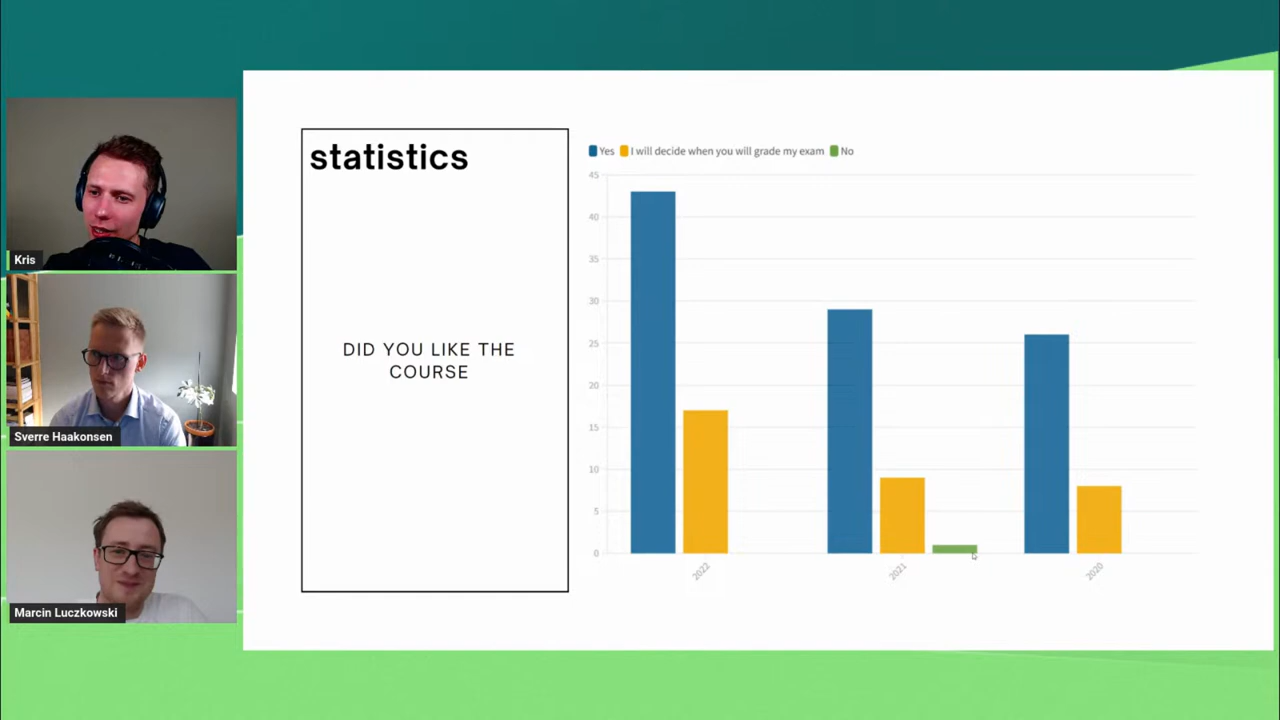 statistics
DID YOU LIKE THE
COURSE
Yes I will decide when you will grade my exam No
45
40
35
30
25
20
15
10
5
0
2022
2021
2020
Kris
Sverre Haakonsen
Marcin Luczkowski